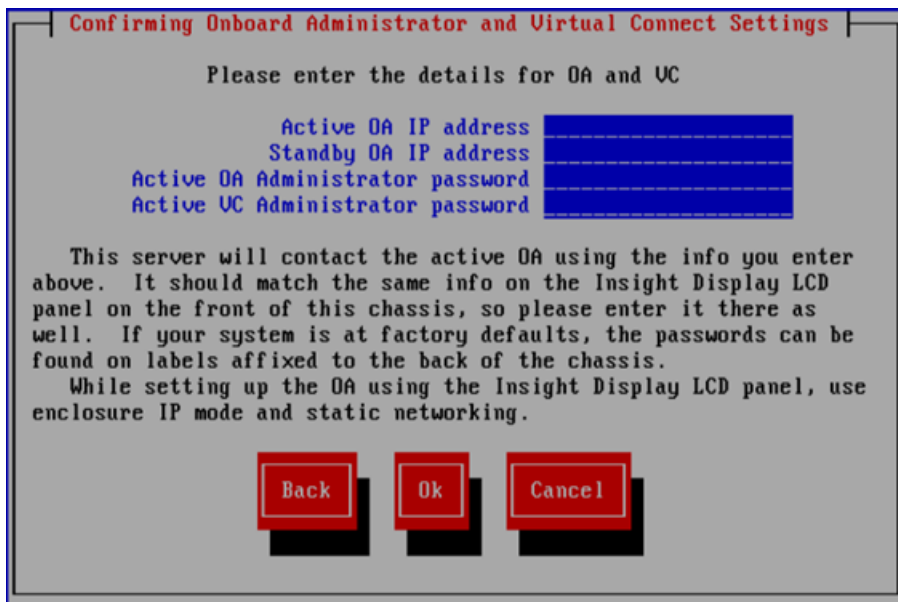 Confirming Onboard Administrator and Virtual Connect Settings
Please enter the details for OA and VC
Active OA IP address
Standby OA IP address
Active OA Administrator password
Active VC Administrator password
This server will contact the active OA using the info you enter
above. It should match the same info on the Insight Display LCD
panel on the front of this chassis, so please enter it there as
well. If your system is at factory defaults, the passwords can be
found on labels affixed to the back of the chassis.
While setting up the OA using the Insight Display LCD panel, use
enclosure IP mode and static networking.
Back Ok Cancel